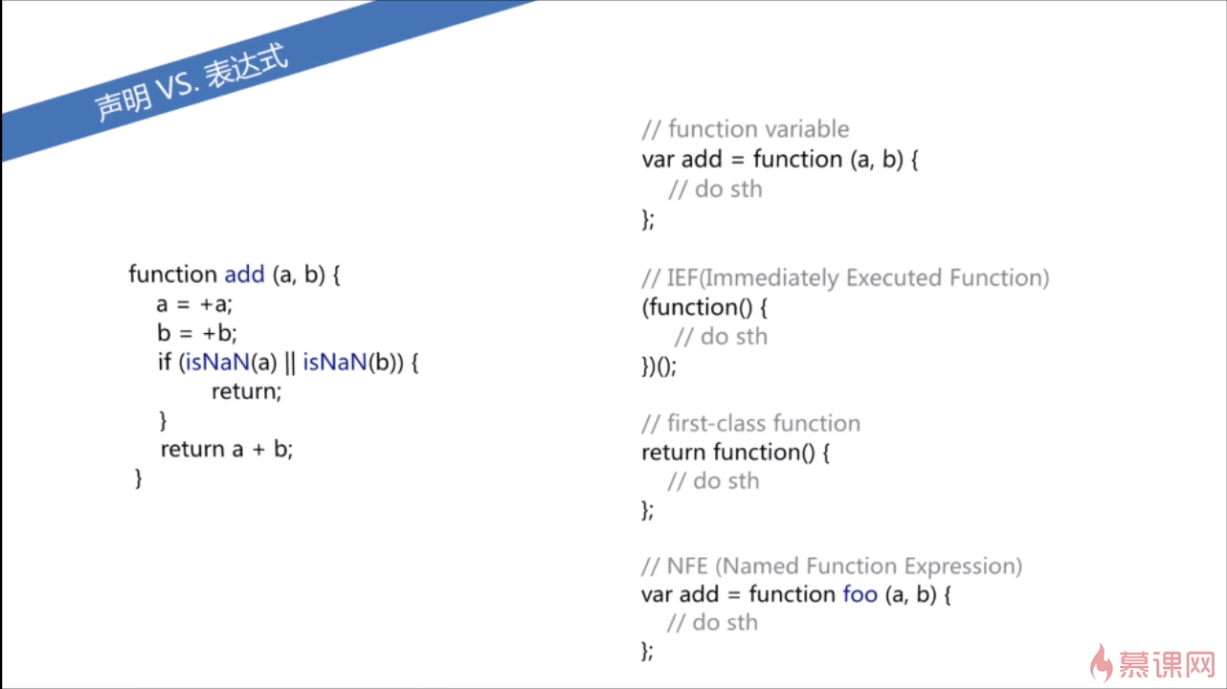 声明 VS. 表达式
function add (a, b) {
a = +a;
b = +b;
if (isNaN(a) || isNaN(b)) {
return;
}
return a + b;
}
// function variable
var add = function (a, b) {
// do sth
};
// IEF(Immediately Executed Function)
(function() {
// do sth
})();
// first-class function
return function() {
// do sth
};
// NFE (Named Function Expression)
var add = function foo (a, b) {
// do sth
};
慕课网